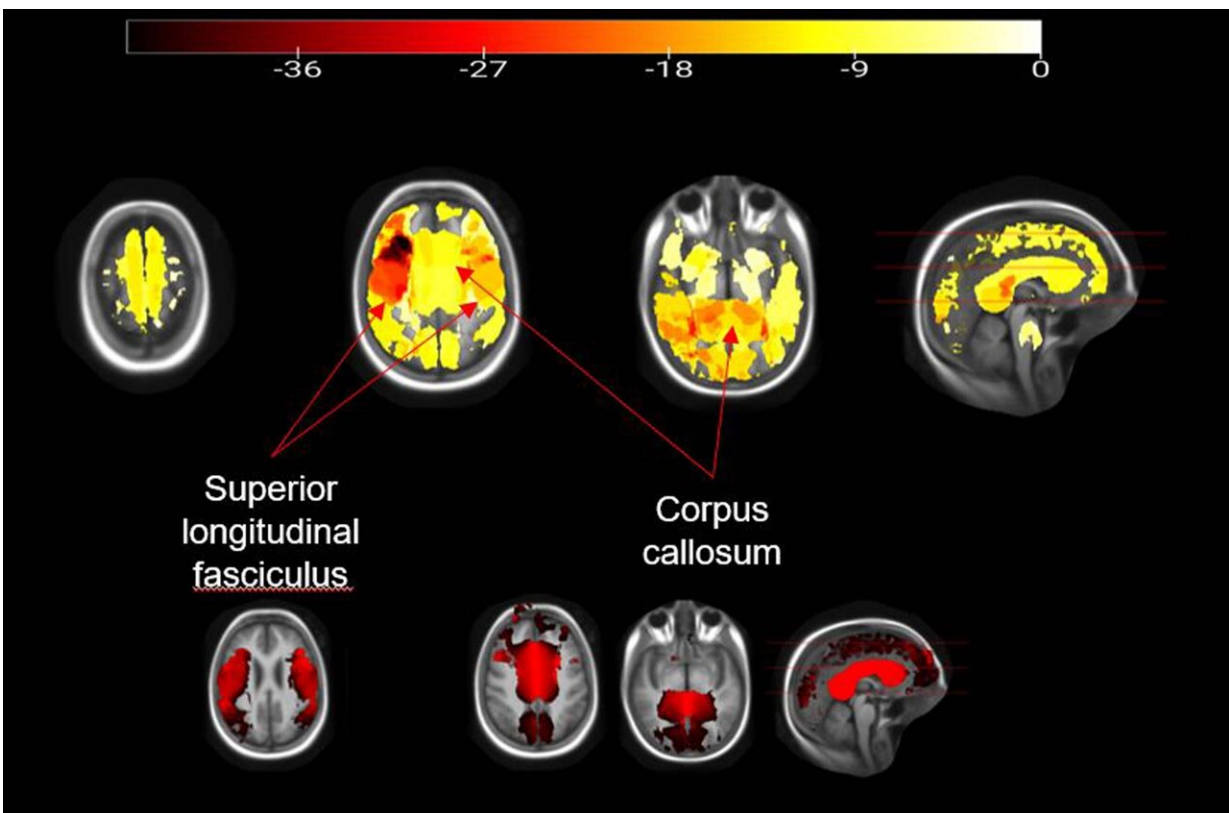 -36 -27 -18 -9 0
Superior
longitudinal
fasciculus
Corpus
callosum